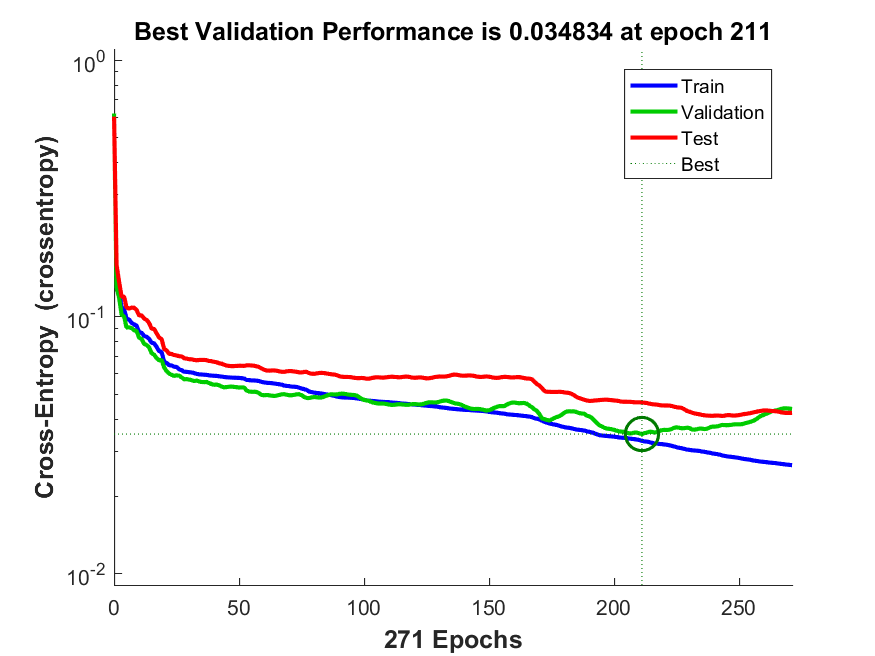 Best Validation Performance is 0.034834 at epoch 211
Cross-Entropy (crossentropy)
10^0
10^-1
10^-2
Train
Validation
Test
Best
0 50 100 150 200 250
271 Epochs